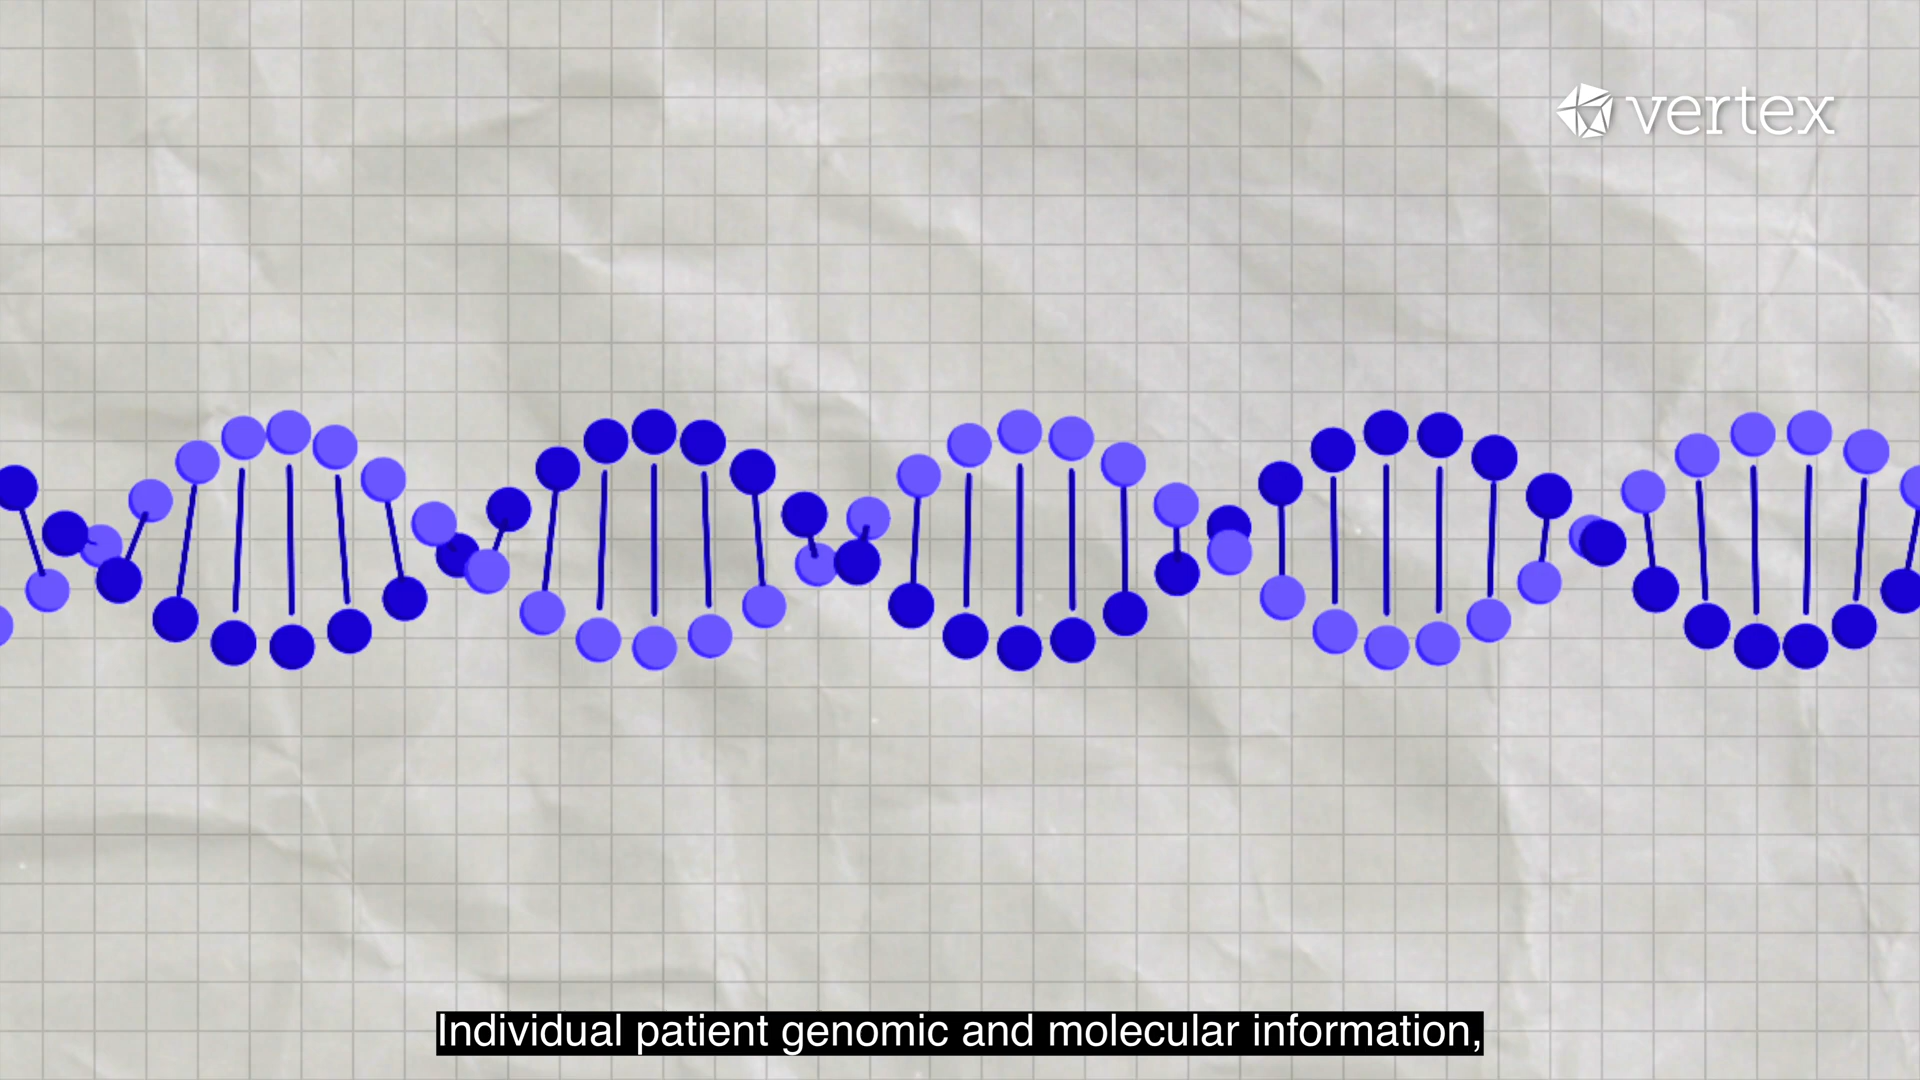 vertex
Individual patient genomic and molecular information,